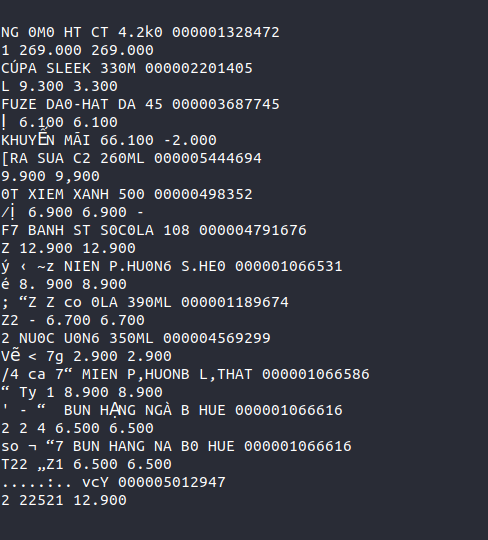 NG 0M0 HT CT 4.2k0 000001328472
1 269.000 269.000
CÚPA SLEEK 330M 000002201405
L 9.300 3.300
FUZE DA0-HAT DA 45 000003687745
Ị 6.100 6.100
KHUYỄN MÃI 66.100 -2.000
[RA SUA C2 260ML 000005444694
9.900 9,900
0T XIEM XANH 500 00000498352
⁄Ị 6.900 6.900 -
F7 BANH ST S0C0LA 108 000004791676
Z 12.900 12.900
ý ‹ ~z NIEN P.HU0N6 S.HE0 000001066531
é 8. 900 8.900
; “Z Z co 0LA 390ML 000001189674
Z2 - 6.700 6.700
2 NU0C U0N6 350ML 000004569299
Vẽ < 7g 2.900 2.900
/4 ca 7“ MIEN P,HUONB L,THAT 000001066586
“ Ty 1 8.900 8.900
' - “  BUN HẠNG NGÀ B HUE 000001066616
2 2 4 6.500 6.500
so ¬ “7 BUN HANG NA B0 HUE 000001066616
T22 „Z1 6.500 6.500
.....:.. vcY 000005012947
2 22521 12.900